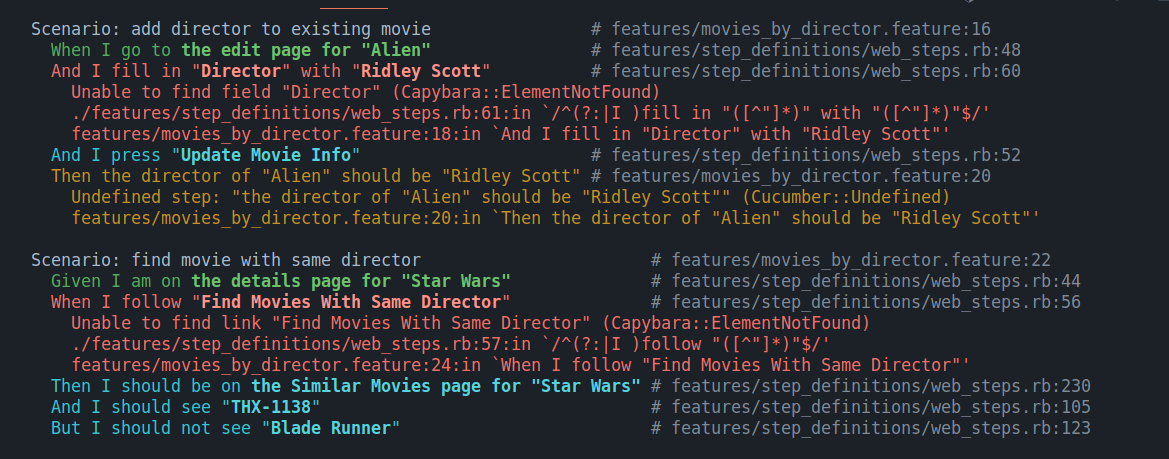 Scenario: add director to existing movie # features/movies_by_director.feature:16
When I go to the edit page for "Alien" # features/step_definitions/web_steps.rb:48
And I fill in "Director" with "Ridley Scott" # features/step_definitions/web_steps.rb:60
Unable to find field "Director" (Capybara::ElementNotFound)
./features/step_definitions/web_steps.rb:61:in `/^(?:|I )fill in "([^"]*)" with "([^"]*)"$/'
features/movies_by_director.feature:18:in `And I fill in "Director" with "Ridley Scott"'
And I press "Update Movie Info" # features/step_definitions/web_steps.rb:52
Then the director of "Alien" should be "Ridley Scott" # features/movies_by_director.feature:20
Undefined step: "the director of "Alien" should be "Ridley Scott"" (Cucumber::Undefined)
features/movies_by_director.feature:20:in `Then the director of "Alien" should be "Ridley Scott"'
Scenario: find movie with same director # features/movies_by_director.feature:22
Given I am on the details page for "Star Wars" # features/step_definitions/web_steps.rb:44
When I follow "Find Movies With Same Director" # features/step_definitions/web_steps.rb:56
Unable to find link "Find Movies With Same Director" (Capybara::ElementNotFound)
./features/step_definitions/web_steps.rb:57:in `/^(?:|I )follow "([^"]*)"$/'
features/movies_by_director.feature:24:in `When I follow "Find Movies With Same Director"'
Then I should be on the Similar Movies page for "Star Wars" # features/step_definitions/web_steps.rb:230
And I should see "THX-1138" # features/step_definitions/web_steps.rb:105
But I should not see "Blade Runner" # features/step_definitions/web_steps.rb:123